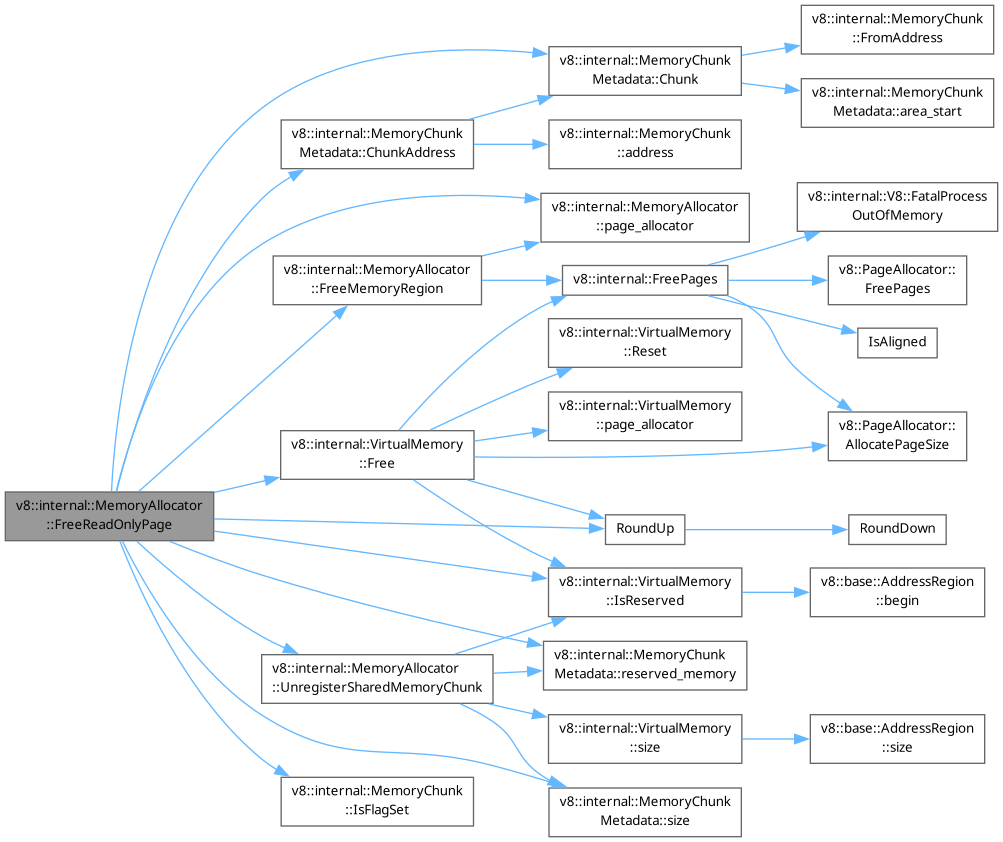 v8::internal::MemoryAllocator
::FreeReadOnlyPage
v8::internal::MemoryChunk
Metadata::ChunkAddress
v8::internal::MemoryAllocator
::FreeMemoryRegion
v8::internal::VirtualMemory
::Free
v8::internal::MemoryAllocator
::UnregisterSharedMemoryChunk
v8::internal::MemoryChunk
::IsFlagSet
v8::internal::MemoryChunk
Metadata::Chunk
v8::internal::MemoryChunk
::address
v8::internal::MemoryAllocator
::page_allocator
v8::internal::FreePages
v8::internal::VirtualMemory
::Reset
v8::internal::VirtualMemory
::page_allocator
RoundUp
v8::internal::VirtualMemory
::IsReserved
v8::internal::MemoryChunk
Metadata::reserved_memory
v8::internal::VirtualMemory
::size
v8::internal::MemoryChunk
Metadata::size
v8::internal::MemoryChunk
::FromAddress
v8::internal::MemoryChunk
Metadata::area_start
v8::internal::V8::FatalProcess
OutOfMemory
v8::PageAllocator::
FreePages
IsAligned
v8::PageAllocator::
AllocatePageSize
RoundDown
v8::base::AddressRegion
::begin
v8::base::AddressRegion
::size